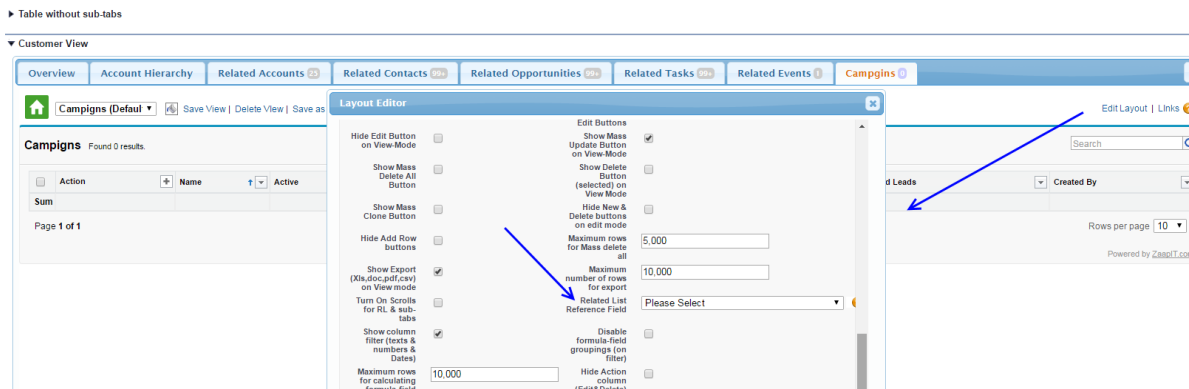 Table without sub-tabs
Customer View
Overview Account Hierarchy Related Accounts 25 Related Contacts 99+ Related Opportunities 99+ Related Tasks 99+ Related Events 1 Campgins 0
Layout Editor
Campigns (Defaul Save View | Delete View | Save as Edit Layout | Links
Edit Buttons
Hide Edit Button
on View-Mode
Show Mass
Update Button
on View-Mode
Campigns Found 0 results. Search
Show Mass
Delete All
Button
Show Delete
Button
(selected) on
View Mode
Action Name Active d Leads Created By
Sum
Show Mass
Clone Button
Hide New &
Delete buttons
on edit mode
Page 1 of 1 Rows per page 10
Hide Add Row
buttons
Maximum rows
for Mass delete
all
5,000
Powered by ZaapIT.co
Show Export
(Xls,doc,pdf,csv)
on View mode
Maximum
number of rows
for export
10,000
Turn On Scrolls
for RL & sub-
tabs
Related List
Reference Field
Please Select
Show column
filter (texts &
numbers &
Dates)
Disable
formula-field
groupings (on
filter)
Maximum rows
for calculating
formula-field
10,000
Hide Action
column
(Edit&Delete)